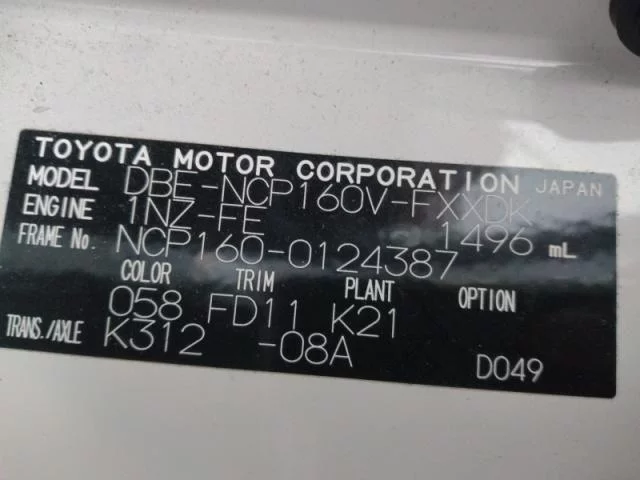 TOYOTA MOTOR CORPORATION JAPAN
MODEL DBE-NCP160V-FXXDK
ENGINE 1NZ-FE 1496 mL
FRAME No. NCP160-0124387
COLOR TRIM PLANT OPTION
058 FD11 K21
TRANS./AXLE K312 -08A
D049